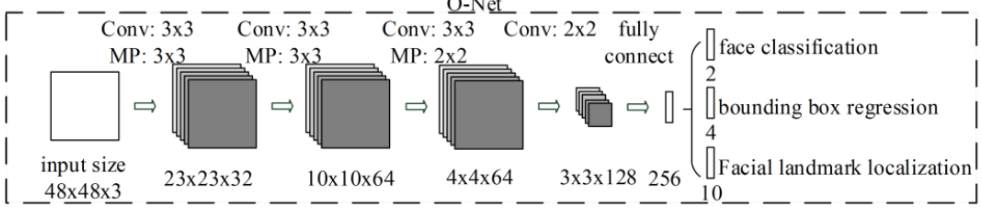 O-Net
Conv: 3x3 Conv: 3x3 Conv: 3x3 Conv: 2x2 fully
MP: 3x3 MP: 3x3 MP: 2x2 connect
face classification
2
bounding box regression
4
Facial landmark localization
10
input size
48x48x3
23x23x32 10x10x64 4x4x64 3x3x128 256